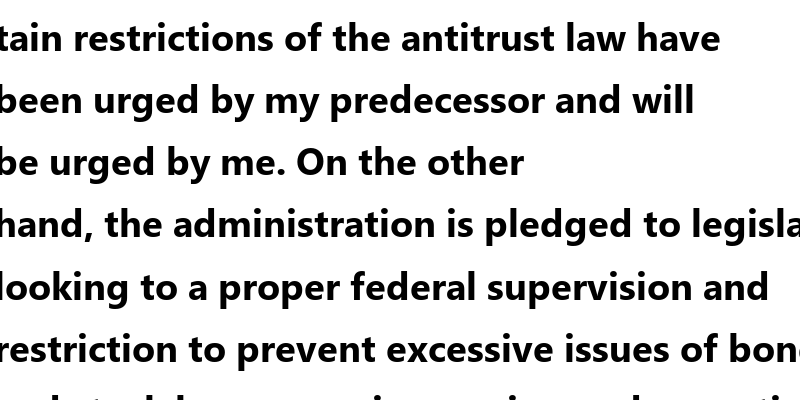 tain restrictions of the antitrust law have
been urged by my predecessor and will
be urged by me. On the other
hand, the administration is pledged to legisla
looking to a proper federal supervision and
restriction to prevent excessive issues of bon